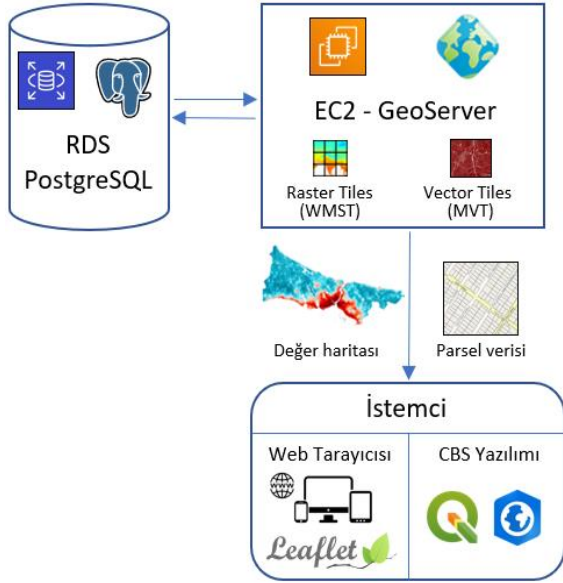 RDS
PostgreSQL
EC2 - GeoServer
Raster Tiles
(WMST)
Vector Tiles
(MVT)
Değer haritası
Parsel verisi
İstemci
Web Tarayıcısı
Leaflet
CBS Yazılımı